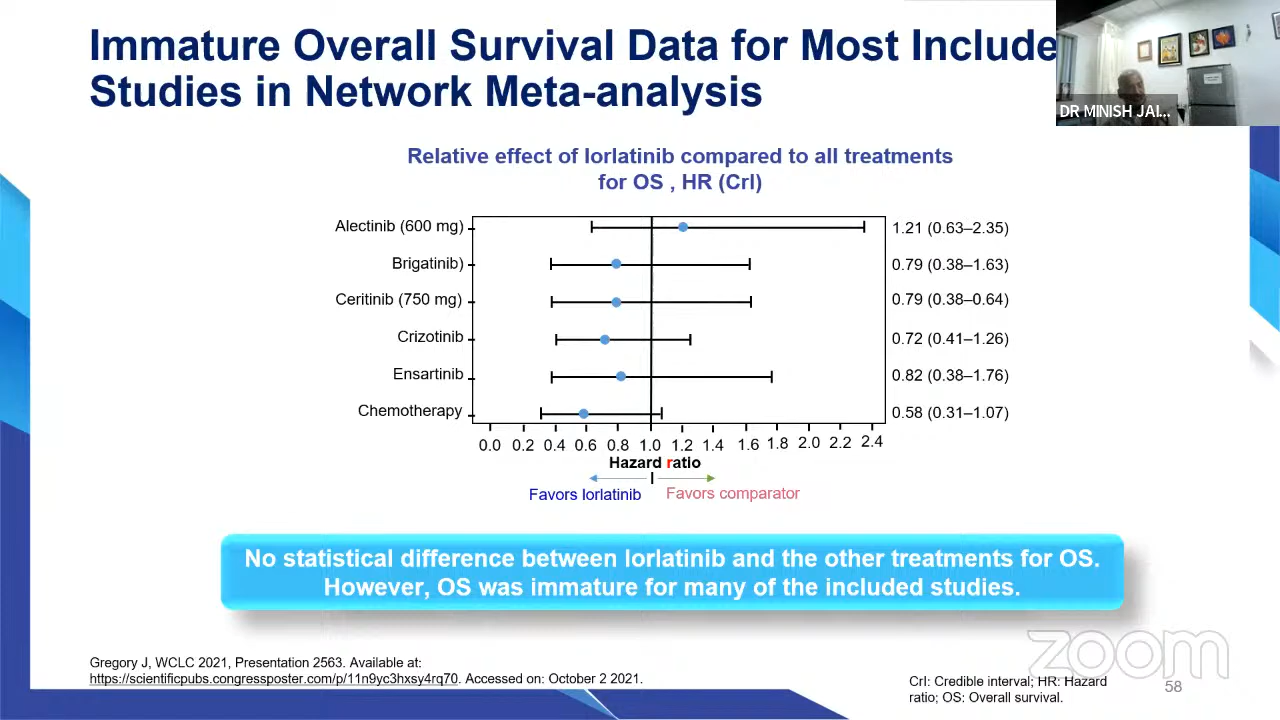 Immature Overall Survival Data for Most Include
Studies in Network Meta-analysis
DR MINISH JAI...
Relative effect of lorlatinib compared to all treatments
for OS , HR (Crl)
Alectinib (600 mg) 1.21 (0.63–2.35)
Brigatinib) 0.79 (0.38–1.63)
Ceritinib (750 mg) 0.79 (0.38–0.64)
Crizotinib 0.72 (0.41–1.26)
Ensartinib 0.82 (0.38–1.76)
Chemotherapy 0.58 (0.31–1.07)
0.0 0.2 0.4 0.6 0.8 1.0 1.2 1.4 1.6 1.8 2.0 2.2 2.4
Hazard ratio
Favors lorlatinib Favors comparator
No statistical difference between lorlatinib and the other treatments for OS.
However, OS was immature for many of the included studies.
Gregory J, WCLC 2021, Presentation 2563. Available at:
https://scientificpubs.congressposter.com/p/11n9yc3hxsy4rq70. Accessed on: October 2 2021.
zoom
CrI: Credible interval; HR: Hazard
ratio; OS: Overall survival.
58